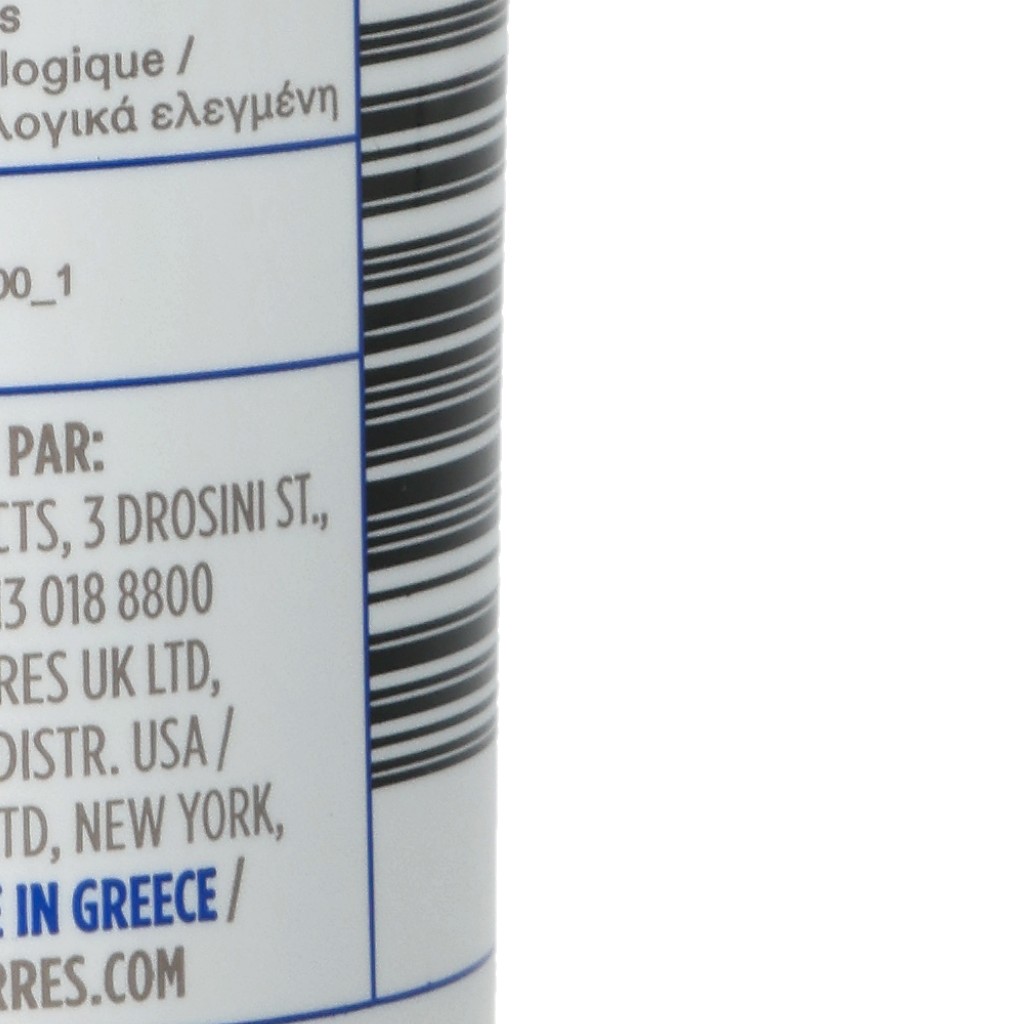 s
logique /
λογικά ελεγμένη
00_1
PAR:
CTS, 3 DROSINI ST.,
13 018 8800
RES UK LTD,
DISTR. USA /
TD, NEW YORK,
E IN GREECE /
RRES.COM